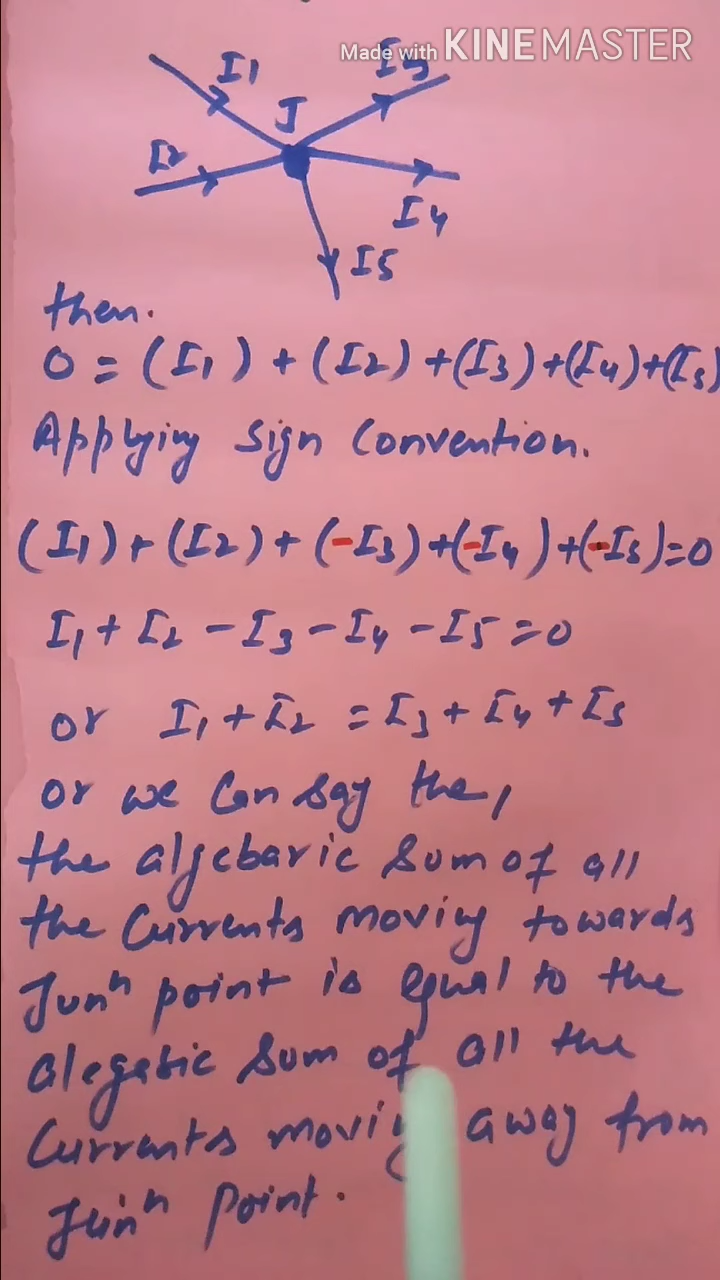 Made with KINEMASTER
I1
I3
J
I2
I4
I5
then.
0 = (I1) + (I2) + (I3) + (I4) + (I5)
Applying Sign Convention.
(I1) + (I2) + (-I3) + (-I4) + (-I5) = 0
I1 + I2 - I3 - I4 - I5 = 0
or I1 + I2 = I3 + I4 + I5
or we Can say the,
the aljebaric Sum of all
the Currents moving towards
Junn point is equal to the
alegabic Sum of all the
Currents moving away from
Junn point.